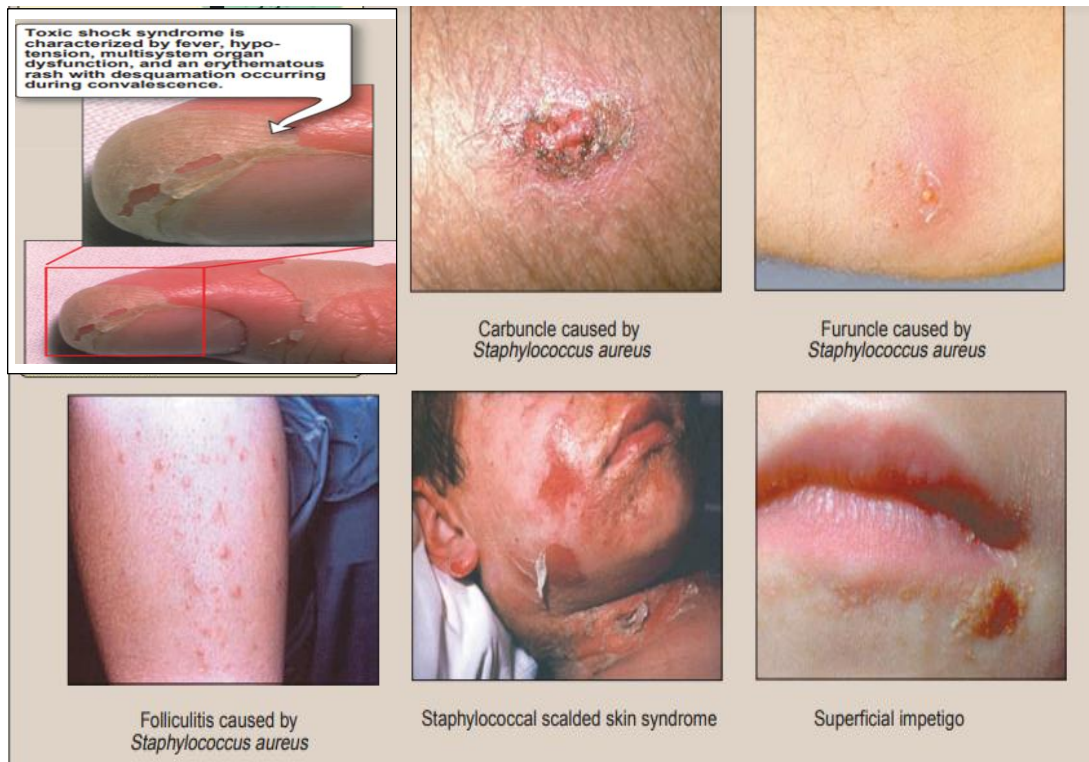 Toxic shock syndrome is
characterized by fever, hypo-
tension, multisystem organ
dysfunction, and an erythematous
rash with desquamation occurring
during convalescence.
Carbuncle caused by
Staphylococcus aureus
Furuncle caused by
Staphylococcus aureus
Folliculitis caused by
Staphylococcus aureus
Staphylococcal scalded skin syndrome
Superficial impetigo